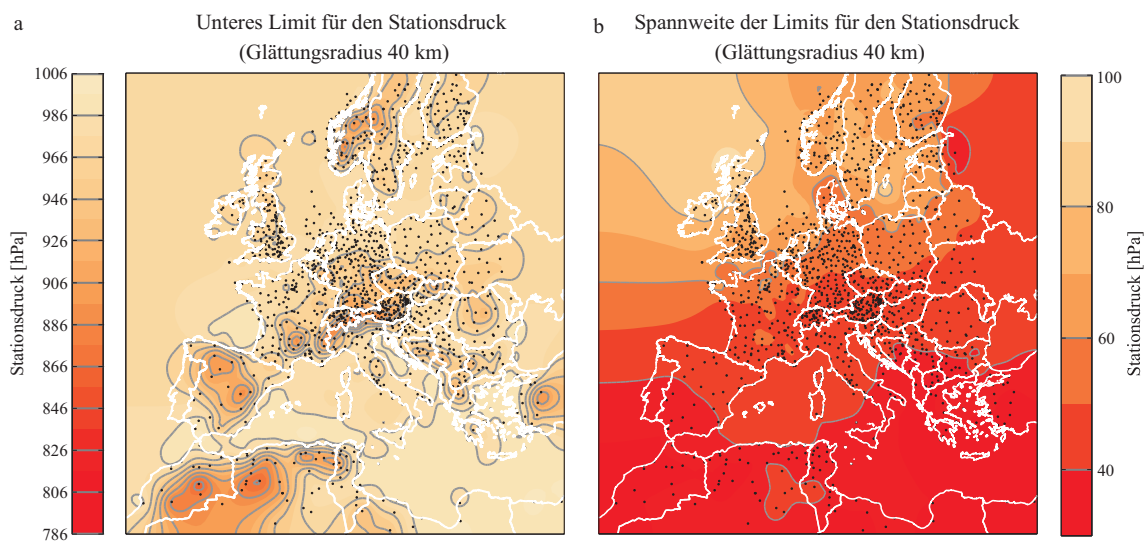 a
Unteres Limit für den Stationsdruck
(Glättungsradius 40 km)
Stationsdruck [hPa]
1006
986
966
946
926
906
886
866
846
826
806
786
b
Spannweite der Limits für den Stationsdruck
(Glättungsradius 40 km)
100
80
40
60
Stationsdruck [hPa]